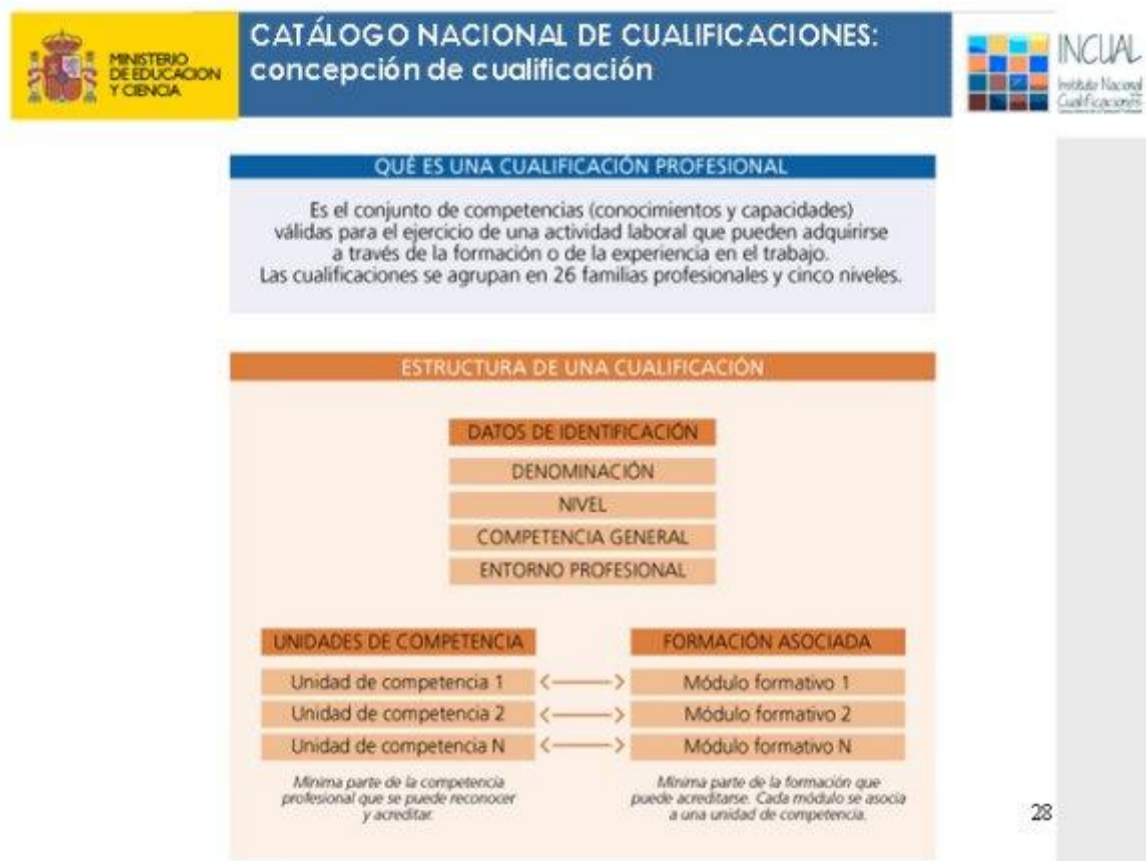 MINISTERIO
DE EDUCACION
Y CIENCIA
CATÁLOGO NACIONAL DE CUALIFICACIONES:
concepción de cualificación
INCUAL
Instituto Nacional
Cualificaciones
QUÉ ES UNA CUALIFICACIÓN PROFESIONAL
Es el conjunto de competencias (conocimientos y capacidades)
válidas para el ejercicio de una actividad laboral que pueden adquirirse
a través de la formación o de la experiencia en el trabajo.
Las cualificaciones se agrupan en 26 familias profesionales y cinco niveles.
ESTRUCTURA DE UNA CUALIFICACIÓN
DATOS DE IDENTIFICACIÓN
DENOMINACIÓN
NIVEL
COMPETENCIA GENERAL
ENTORNO PROFESIONAL
UNIDADES DE COMPETENCIA
Unidad de competencia 1
Unidad de competencia 2
Unidad de competencia N
Mínima parte de la competencia
profesional que se puede reconocer
y acreditar.
FORMACIÓN ASOCIADA
Módulo formativo 1
Módulo formativo 2
Módulo formativo N
Mínima parte de la formación que
puede acreditarse. Cada módulo se asocia
a una unidad de competencia.
28